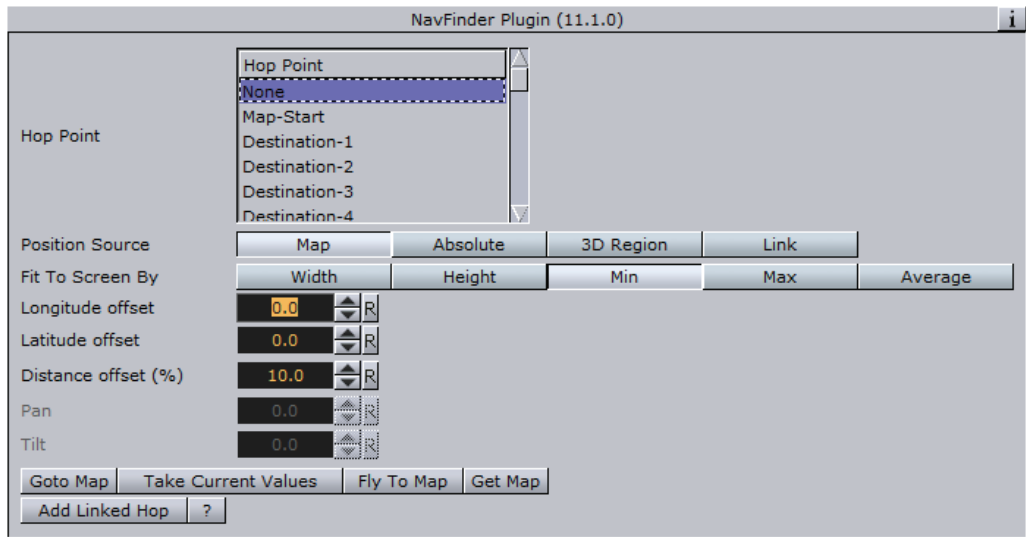 NavFinder Plugin (11.1.0) i
Hop Point
None
Map-Start
Hop Point
Destination-1
Destination-2
Destination-3
Destination-4
Position Source Map Absolute 3D Region Link
Fit To Screen By Width Height Min Max Average
Longitude offset 0.0 R
Latitude offset 0.0 R
Distance offset (%) 10.0 R
Pan 0.0 R
Tilt 0.0 R
Goto Map Take Current Values Fly To Map Get Map
Add Linked Hop ?